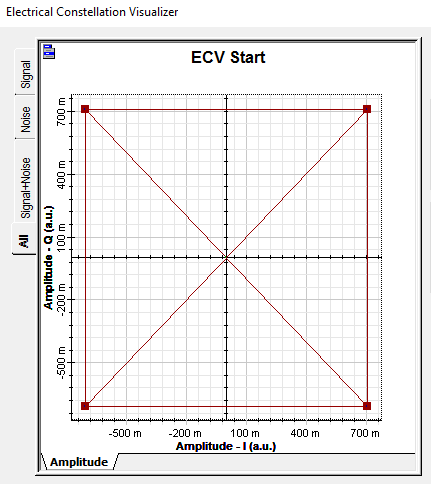 Electrical Constellation Visualizer
ECV Start
Signal
Noise
Signal+Noise
All
Amplitude - Q (a.u.)
700 m
400 m
100 m
-200 m
-500 m
-500 m
-200 m
100 m
400 m
700 m
Amplitude - I (a.u.)
Amplitude